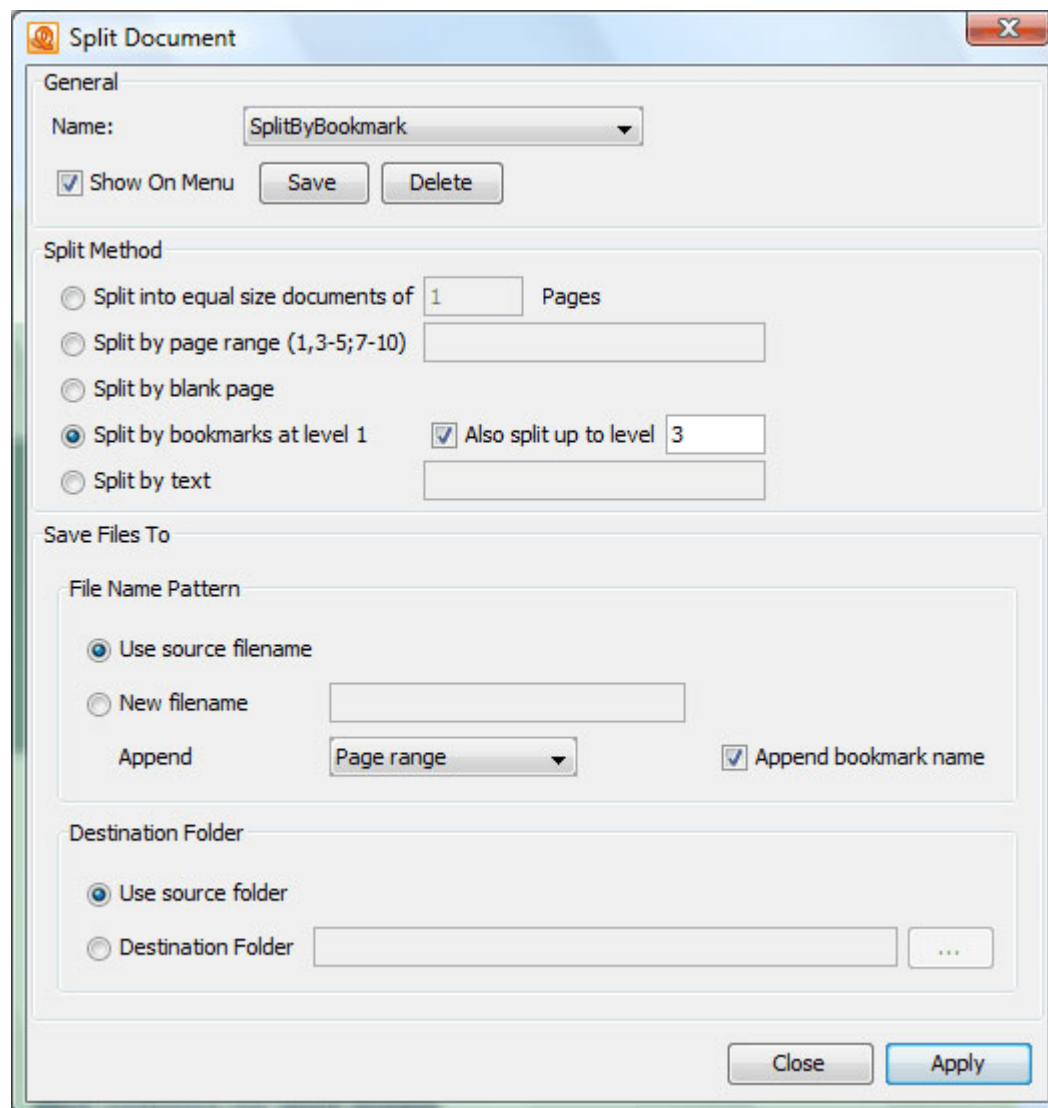 Split Document
General
Name: SplitByBookmark
Show On Menu Save Delete
Split Method
Split into equal size documents of 1 Pages
Split by page range (1,3-5;7-10)
Split by blank page
Split by bookmarks at level 1 Also split up to level 3
Split by text
Save Files To
File Name Pattern
Use source filename
New filename
Append Page range Append bookmark name
Destination Folder
Use source folder
Destination Folder ...
Close Apply